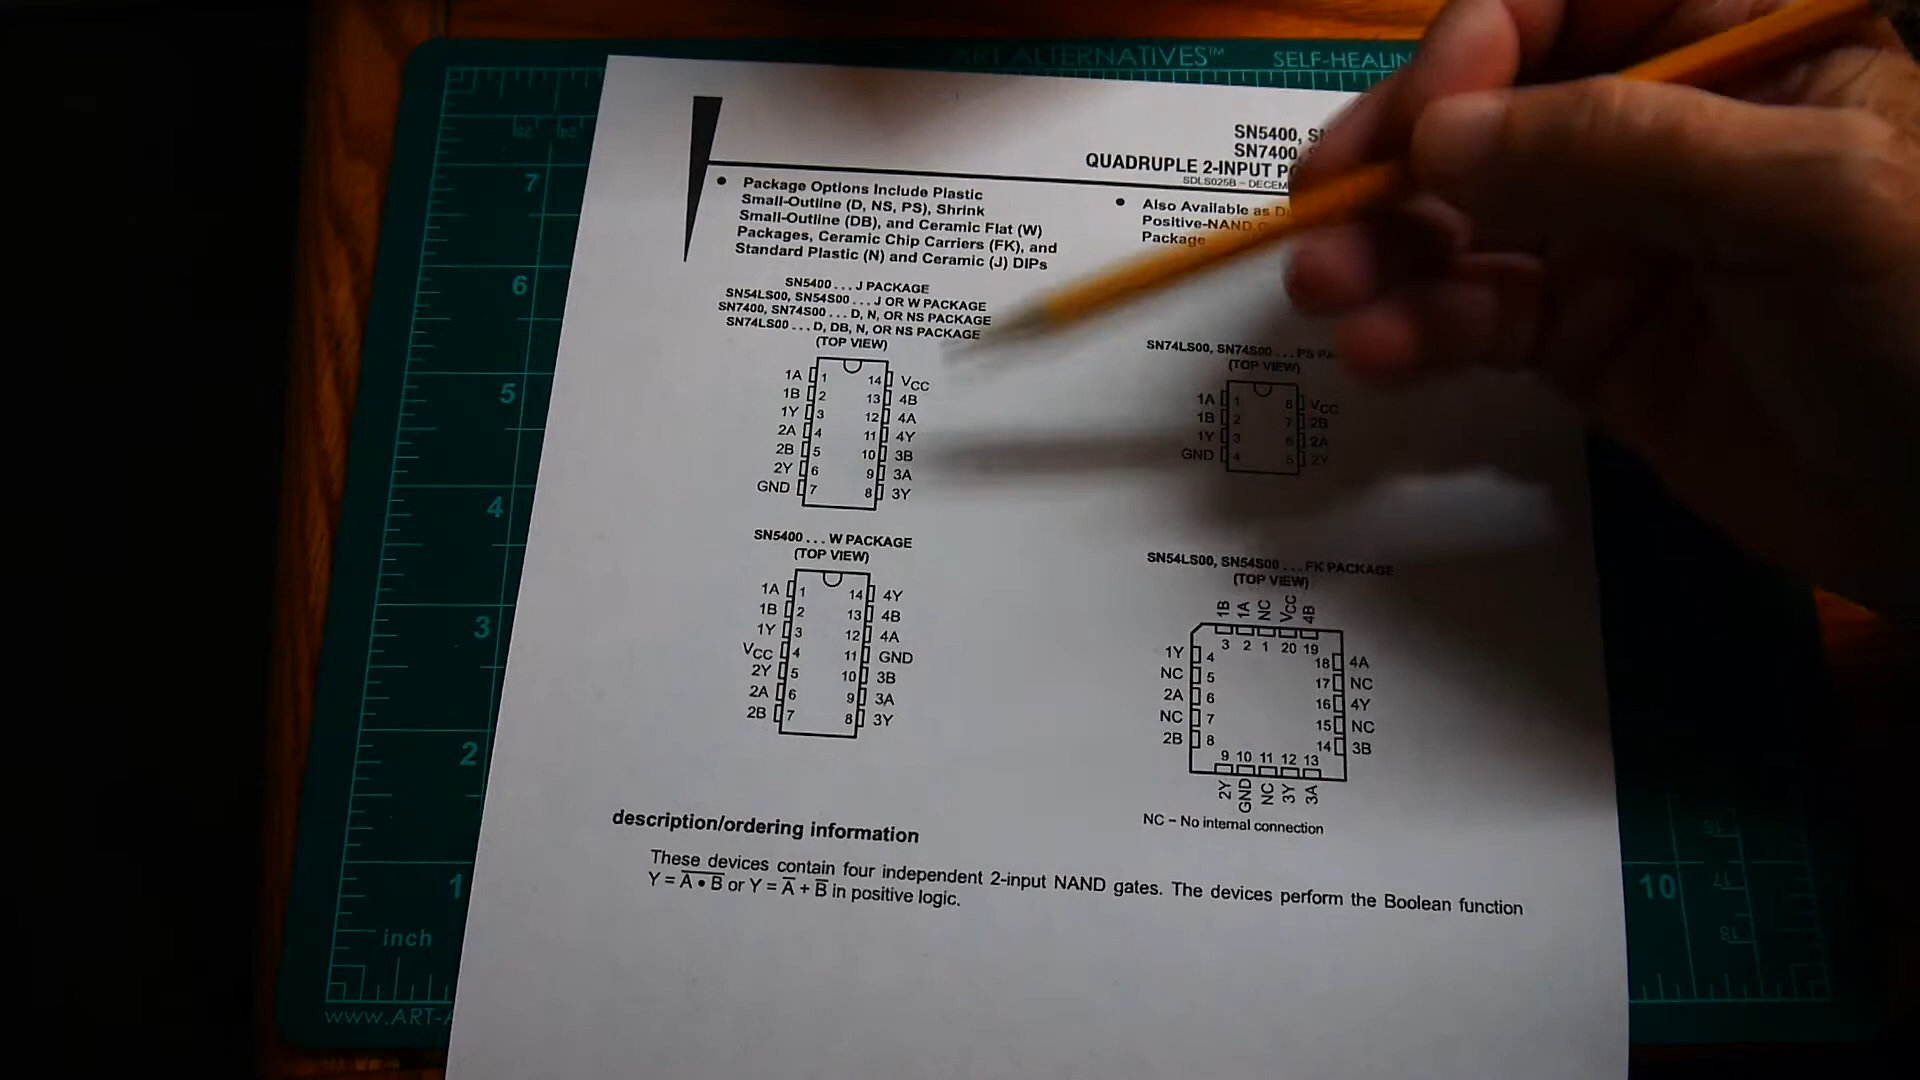 ART ALTERNATIVES™ SELF-HEALIN
SN5400, SN
SN7400,
QUADRUPLE 2-INPUT PO
SDLS025B – DECEM
• Package Options Include Plastic
Small-Outline (D, NS, PS), Shrink
Small-Outline (DB), and Ceramic Flat (W)
Packages, Ceramic Chip Carriers (FK), and
Standard Plastic (N) and Ceramic (J) DIPs
• Also Available as D
Positive-NAND
Package
SN5400 . . . J PACKAGE
SN54LS00, SN54S00 . . . J OR W PACKAGE
SN7400, SN74S00 . . . D, N, OR NS PACKAGE
SN74LS00 . . . D, DB, N, OR NS PACKAGE
(TOP VIEW)
1A 1 14 VCC
1B 2 13 4B
1Y 3 12 4A
2A 4 11 4Y
2B 5 10 3B
2Y 6 9 3A
GND 7 8 3Y
SN74LS00, SN74S00 . . . PS PA
(TOP VIEW)
1A 1 8 VCC
1B 2 7 2B
1Y 3 6 2A
GND 4 5 2Y
SN5400 . . . W PACKAGE
(TOP VIEW)
1A 1 14 4Y
1B 2 13 4B
1Y 3 12 4A
VCC 4 11 GND
2Y 5 10 3B
2A 6 9 3A
2B 7 8 3Y
SN54LS00, SN54S00 . . . FK PACKAGE
(TOP VIEW)
1B 1A NC VCC 4B
3 2 1 20 19
1Y 4 18 4A
NC 5 17 NC
2A 6 16 4Y
NC 7 15 NC
2B 8 14 3B
9 10 11 12 13
2Y GND NC 3Y 3A
NC – No internal connection
description/ordering information
These devices contain four independent 2-input NAND gates. The devices perform the Boolean function
Y = A̅ ̅•̅ ̅B̅ or Y = A̅ + B̅ in positive logic.
7
6
5
4
3
2
1
inch
10
www.ART-A